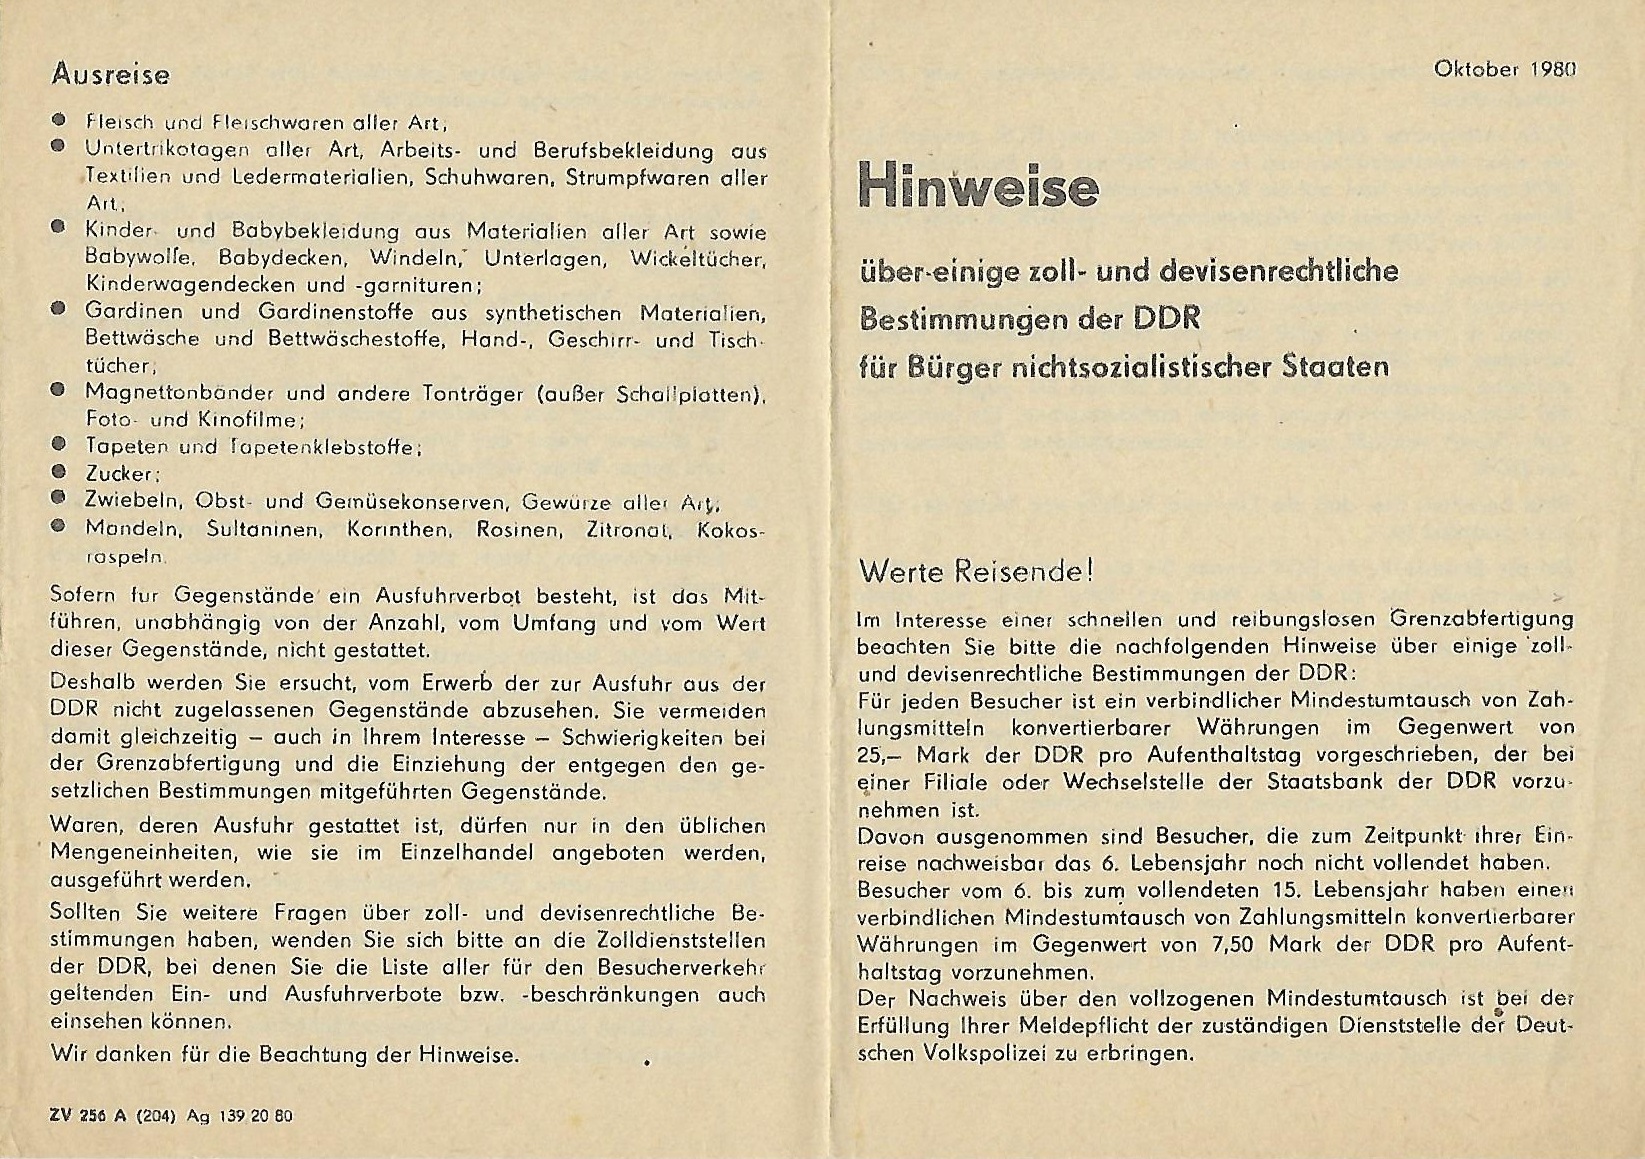 Ausreise
● Fleisch und Fleischwaren aller Art,
● Untertrikotagen aller Art, Arbeits- und Berufsbekleidung aus
Textilien und Ledermaterialien, Schuhwaren, Strumpfwaren aller
Art,
● Kinder- und Babybekleidung aus Materialien aller Art sowie
Babywolle, Babydecken, Windeln, Unterlagen, Wickeltücher,
Kinderwagendecken und -garnituren;
● Gardinen und Gardinenstoffe aus synthetischen Materialien,
Bettwäsche und Bettwäschestoffe, Hand-, Geschirr- und Tisch-
tücher;
● Magnettonbänder und andere Tonträger (außer Schallplatten),
Foto- und Kinofilme;
● Tapeten und Tapetenklebstoffe;
● Zucker;
● Zwiebeln, Obst- und Gemüsekonserven, Gewürze aller Art;
● Mandeln, Sultaninen, Korinthen, Rosinen, Zitronat, Kokos-
raspeln.
Sofern für Gegenstände ein Ausfuhrverbot besteht, ist das Mit-
führen, unabhängig von der Anzahl, vom Umfang und vom Wert
dieser Gegenstände, nicht gestattet.
Deshalb werden Sie ersucht, vom Erwerb der zur Ausfuhr aus der
DDR nicht zugelassenen Gegenstände abzusehen. Sie vermeiden
damit gleichzeitig – auch in Ihrem Interesse – Schwierigkeiten bei
der Grenzabfertigung und die Einziehung der entgegen den ge-
setzlichen Bestimmungen mitgeführten Gegenstände.
Waren, deren Ausfuhr gestattet ist, dürfen nur in den üblichen
Mengeneinheiten, wie sie im Einzelhandel angeboten werden,
ausgeführt werden.
Sollten Sie weitere Fragen über zoll- und devisenrechtliche Be-
stimmungen haben, wenden Sie sich bitte an die Zolldienststellen
der DDR, bei denen Sie die Liste aller für den Besucherverkehr
geltenden Ein- und Ausfuhrverbote bzw. -beschränkungen auch
einsehen können.
Wir danken für die Beachtung der Hinweise.
ZV 256 A (204) Ag 139 20 80
Oktober 1980
Hinweise
über einige zoll- und devisenrechtliche
Bestimmungen der DDR
für Bürger nichtsozialistischer Staaten
Werte Reisende!
Im Interesse einer schnellen und reibungslosen Grenzabfertigung
beachten Sie bitte die nachfolgenden Hinweise über einige zoll-
und devisenrechtliche Bestimmungen der DDR:
Für jeden Besucher ist ein verbindlicher Mindestumtausch von Zah-
lungsmitteln konvertierbarer Währungen im Gegenwert von
25,– Mark der DDR pro Aufenthaltstag vorgeschrieben, der bei
einer Filiale oder Wechselstelle der Staatsbank der DDR vorzu-
nehmen ist.
Davon ausgenommen sind Besucher, die zum Zeitpunkt ihrer Ein-
reise nachweisbar das 6. Lebensjahr noch nicht vollendet haben.
Besucher vom 6. bis zum vollendeten 15. Lebensjahr haben einen
verbindlichen Mindestumtausch von Zahlungsmitteln konvertierbarer
Währungen im Gegenwert von 7,50 Mark der DDR pro Aufent-
haltstag vorzunehmen.
Der Nachweis über den vollzogenen Mindestumtausch ist bei der
Erfüllung Ihrer Meldepflicht der zuständigen Dienststelle der Deut-
schen Volkspolizei zu erbringen.